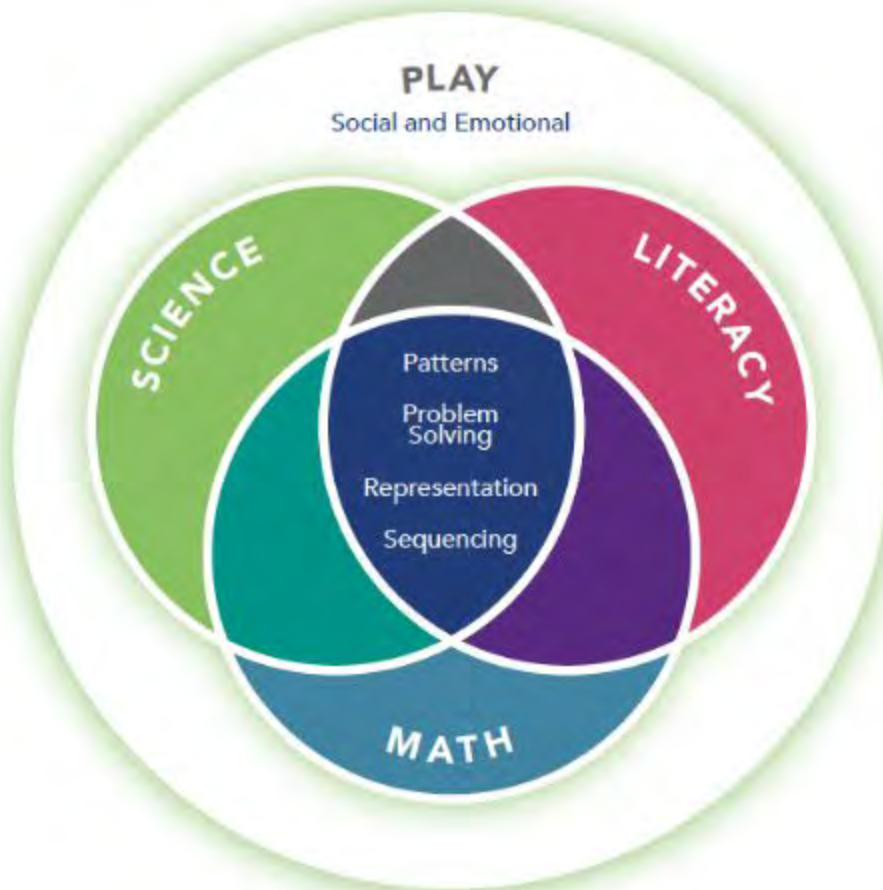 PLAY
Social and Emotional
SCIENCE
LITERACY
Patterns
Problem
Solving
Representation
Sequencing
MATH